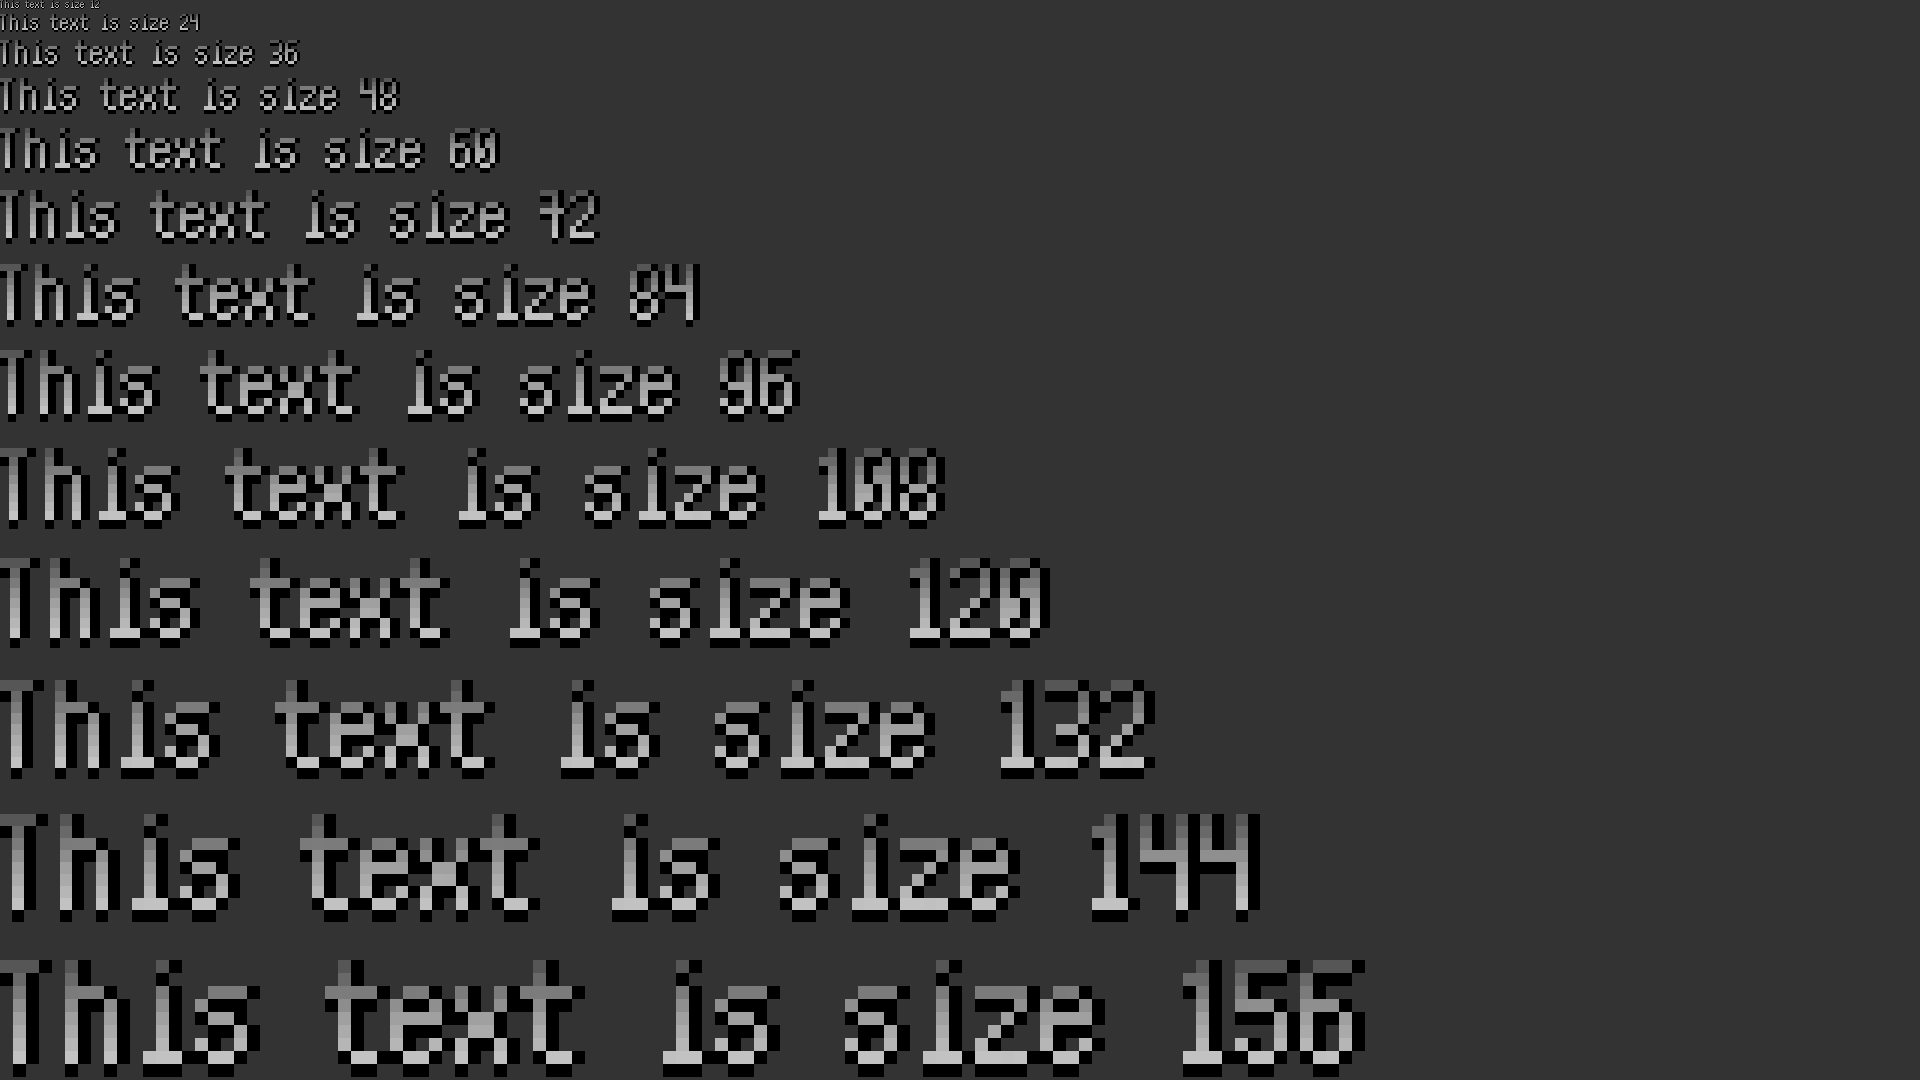 This text is size 12
This text is size 24
This text is size 36
This text is size 48
This text is size 60
This text is size 72
This text is size 84
This text is size 96
This text is size 108
This text is size 120
This text is size 132
This text is size 144
This text is size 156